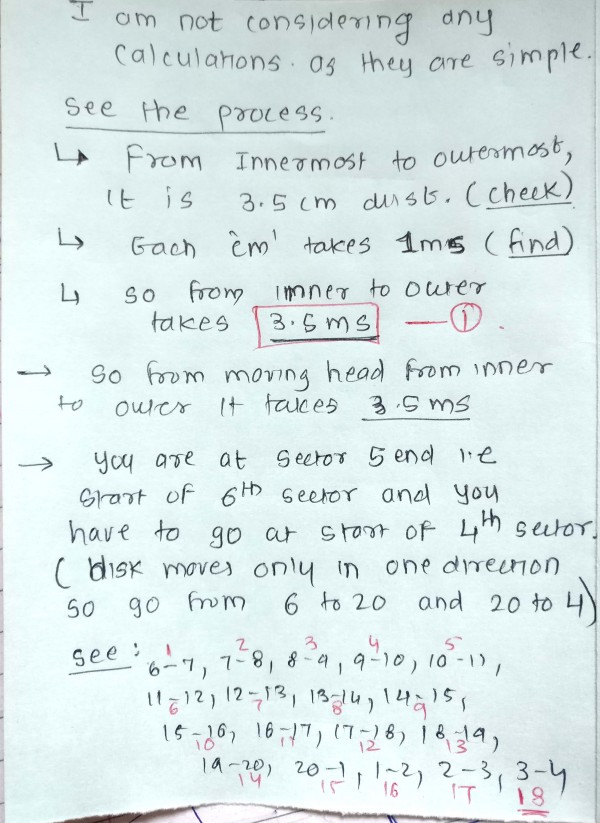 I am not considering any
calculations. as they are simple.
See the process.
↳ From Innermost to outermost,
It is 3.5 cm dist. (check)
↳ Each 'cm' takes 1ms (find)
↳ so from inner to outer
takes 3.5 ms — ①.
→ So from moving head from inner
to outer It takes 3.5 ms
→ You are at sector 5 end i.e
start of 6th sector and you
have to go at start of 4th sector.
( disk moves only in one direction
so go from 6 to 20 and 20 to 4)
1 2 3 4 5
see : 6-7, 7-8, 8-9, 9-10, 10-11,
11-12, 12-13, 13-14, 14-15,
6 7 8 9
15-16, 16-17, 17-18, 18-19,
10 11 12 13
19-20, 20-1, 1-2, 2-3, 3-4
14 15 16 17 18